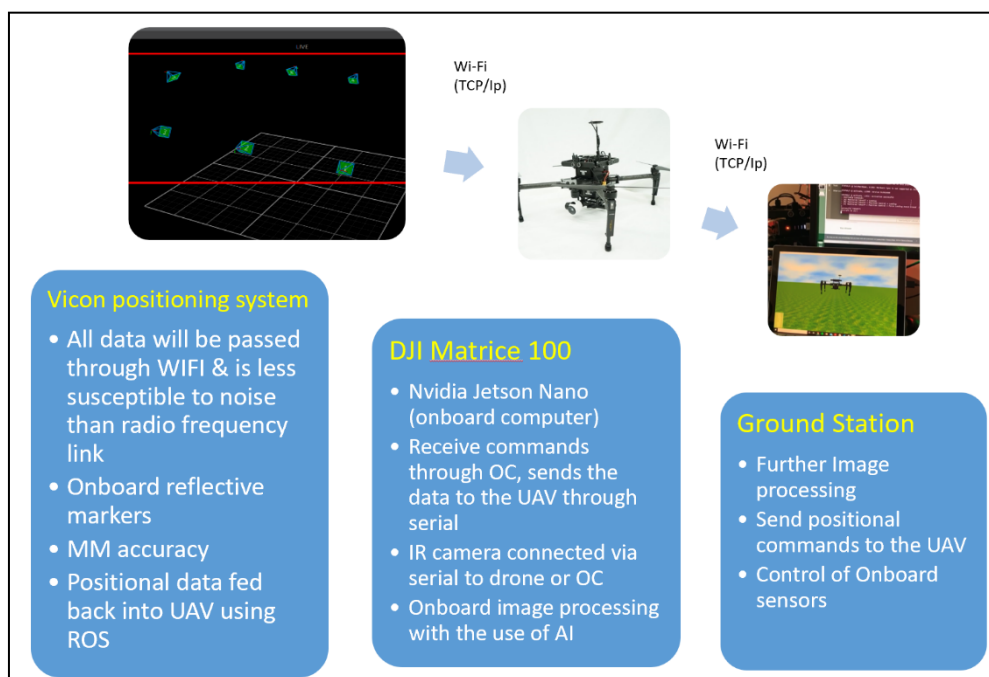 LIVE
Wi-Fi
(TCP/Ip)
Wi-Fi
(TCP/Ip)
Vicon positioning system
• All data will be passed
through WIFI & is less
susceptible to noise
than radio frequency
link
• Onboard reflective
markers
• MM accuracy
• Positional data fed
back into UAV using
ROS
DJI Matrice 100
• Nvidia Jetson Nano
(onboard computer)
• Receive commands
through OC, sends the
data to the UAV through
serial
• IR camera connected via
serial to drone or OC
• Onboard image processing
with the use of AI
Ground Station
• Further Image
processing
• Send positional
commands to the UAV
• Control of Onboard
sensors